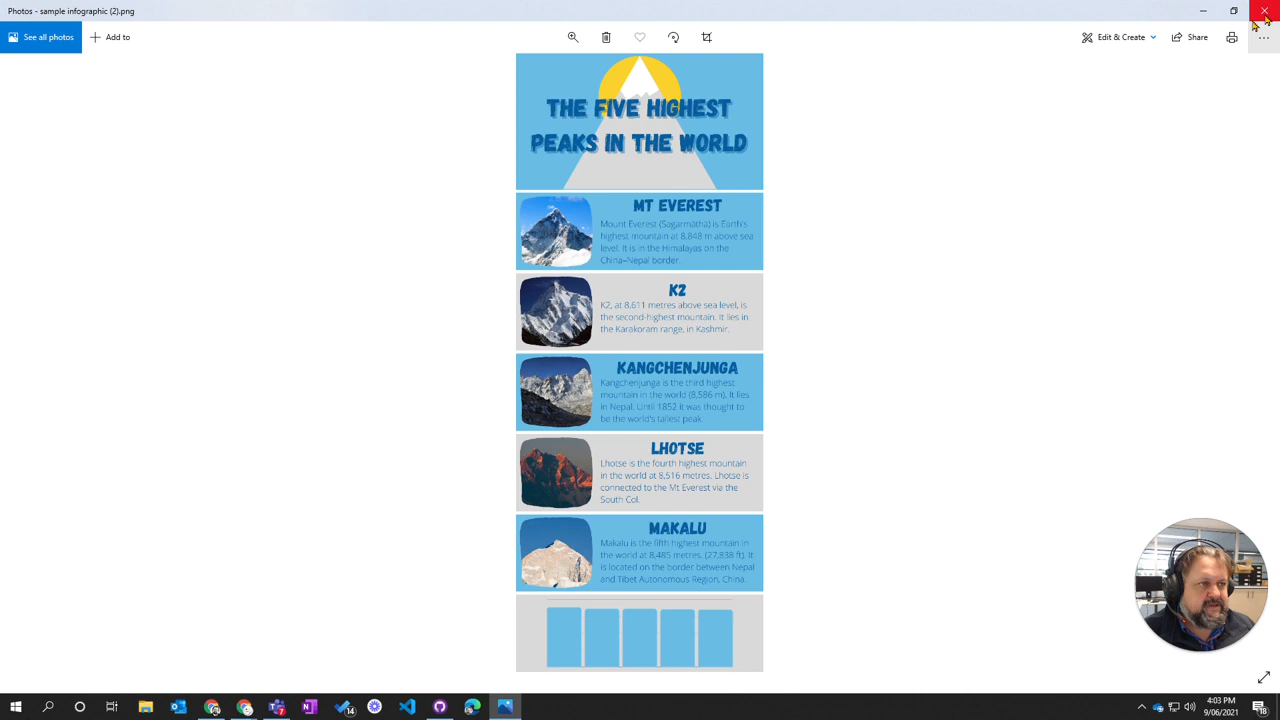 Photos - sample infographic (2).png
See all photos
Add to
Edit & Create
Share
THE FIVE HIGHEST
PEAKS IN THE WORLD
MT EVEREST
Mount Everest (Sagarmāthā) is Earth's
highest mountain at 8,848 m above sea
level. It is in the Himalayas on the
China–Nepal border.
K2
K2, at 8,611 metres above sea level, is
the second-highest mountain. It lies in
the Karakoram range, in Kashmir.
KANGCHENJUNGA
Kangchenjunga is the third highest
mountain in the world (8,586 m). It lies
in Nepal. Until 1852 it was thought to
be the world's tallest peak.
LHOTSE
Lhotse is the fourth highest mountain
in the world at 8,516 metres. Lhotse is
connected to the Mt Everest via the
South Col.
MAKALU
Makalu is the fifth highest mountain in
the world at 8,485 metres. (27,838 ft). It
is located on the border between Nepal
and Tibet Autonomous Region, China.
14
4:03 PM
9/06/2021
18